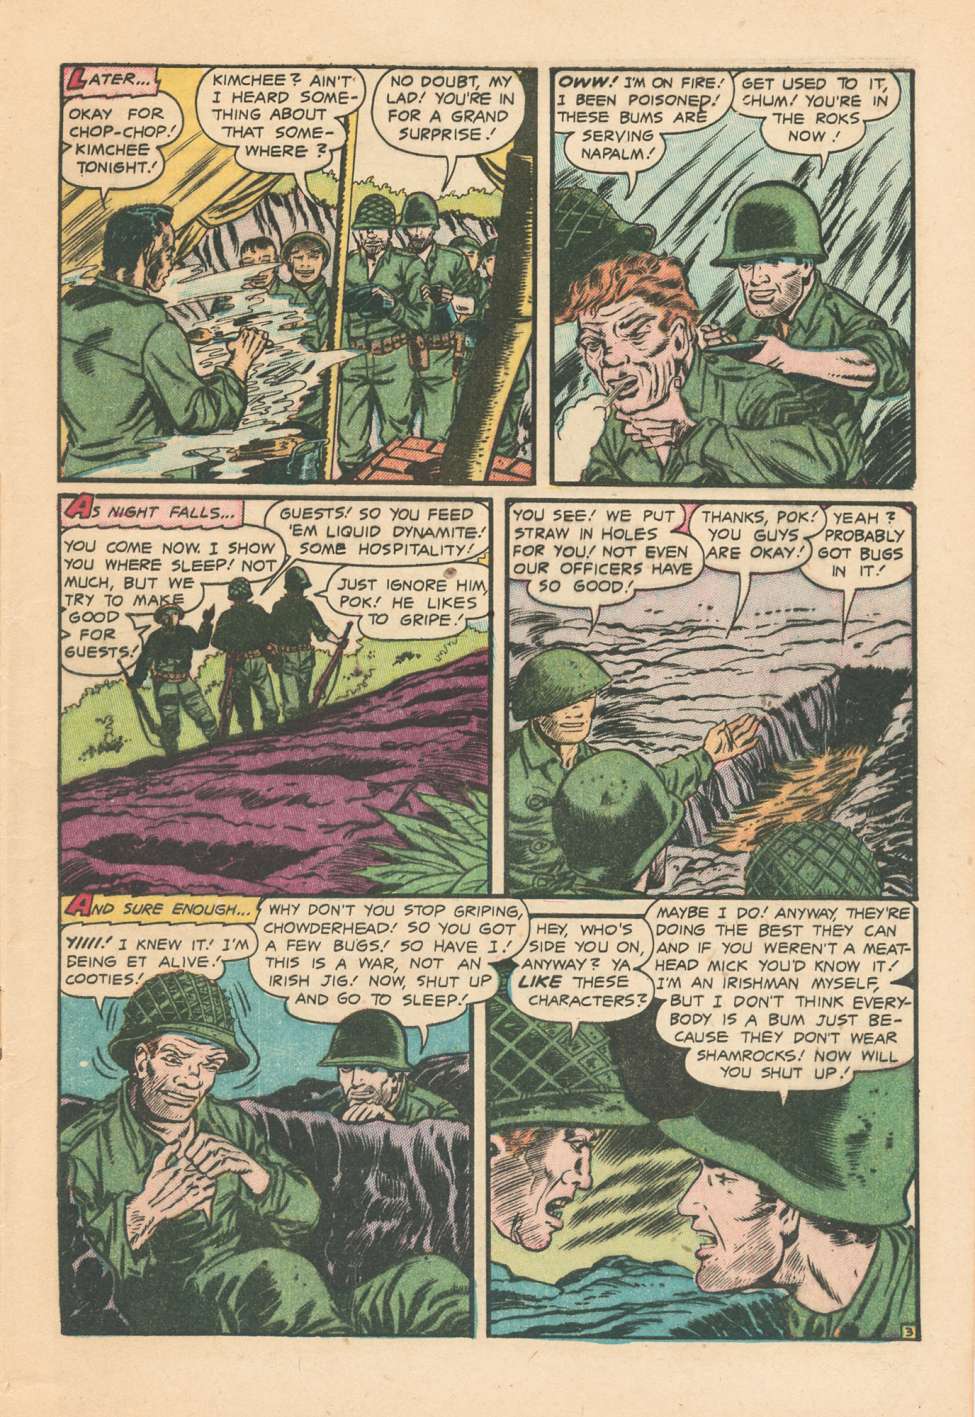 LATER...
OKAY FOR
CHOP-CHOP!
KIMCHEE
TONIGHT!
KIMCHEE? AIN'T
I HEARD SOME-
THING ABOUT
THAT SOME-
WHERE?
NO DOUBT, MY
LAD! YOU'RE IN
FOR A GRAND
SURPRISE!
OWW! I'M ON FIRE!
I BEEN POISONED!
THESE BUMS ARE
SERVING
NAPALM!
GET USED TO IT,
CHUM! YOU'RE IN
THE ROKS
NOW!
AS NIGHT FALLS...
YOU COME NOW. I SHOW
YOU WHERE SLEEP! NOT
MUCH, BUT WE
TRY TO MAKE
GOOD
FOR
GUESTS!
GUESTS! SO YOU FEED
'EM LIQUID DYNAMITE!
SOME HOSPITALITY!
JUST IGNORE HIM,
POK! HE LIKES
TO GRIPE!
YOU SEE! WE PUT
STRAW IN HOLES
FOR YOU! NOT EVEN
OUR OFFICERS HAVE
SO GOOD!
THANKS, POK!
YOU GUYS
ARE OKAY!
YEAH?
PROBABLY
GOT BUGS
IN IT!
AND SURE ENOUGH...
YIIII! I KNEW IT! I'M
BEING ET ALIVE!
COOTIES!
WHY DON'T YOU STOP GRIPING,
CHOWDERHEAD! SO YOU GOT
A FEW BUGS! SO HAVE I!
THIS IS A WAR, NOT AN
IRISH JIG! NOW, SHUT UP
AND GO TO SLEEP!
HEY, WHO'S
SIDE YOU ON,
ANYWAY? YA
LIKE THESE
CHARACTERS?
MAYBE I DO! ANYWAY, THEY'RE
DOING THE BEST THEY CAN
AND IF YOU WEREN'T A MEAT-
HEAD MICK YOU'D KNOW IT!
I'M AN IRISHMAN MYSELF,
BUT I DON'T THINK EVERY-
BODY IS A BUM JUST BE-
CAUSE THEY DON'T WEAR
SHAMROCKS! NOW WILL
YOU SHUT UP!
3